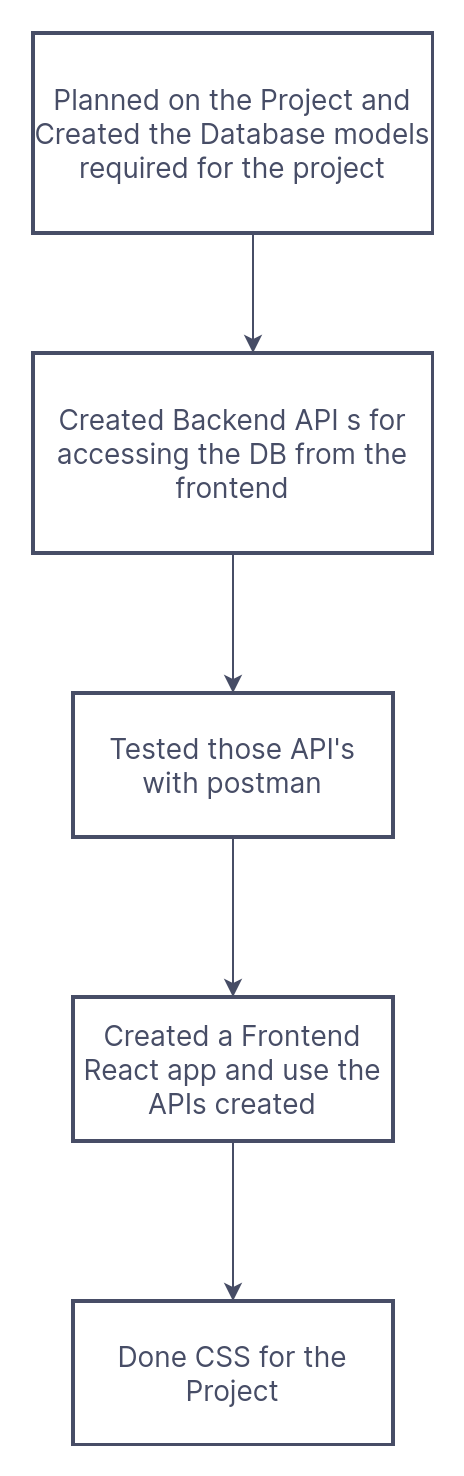 Planned on the Project and
Created the Database models
required for the project
Created Backend API s for
accessing the DB from the
frontend
Tested those API's
with postman
Created a Frontend
React app and use the
APIs created
Done CSS for the
Project